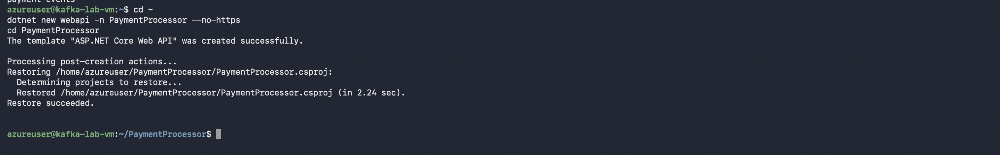 payment events
azureuser@kafka-lab-vm:~$ cd ~
dotnet new webapi -n PaymentProcessor --no-https
cd PaymentProcessor
The template "ASP.NET Core Web API" was created successfully.
Processing post-creation actions...
Restoring /home/azureuser/PaymentProcessor/PaymentProcessor.csproj:
  Determining projects to restore...
  Restored /home/azureuser/PaymentProcessor/PaymentProcessor.csproj (in 2.24 sec).
Restore succeeded.
azureuser@kafka-lab-vm:~/PaymentProcessor$